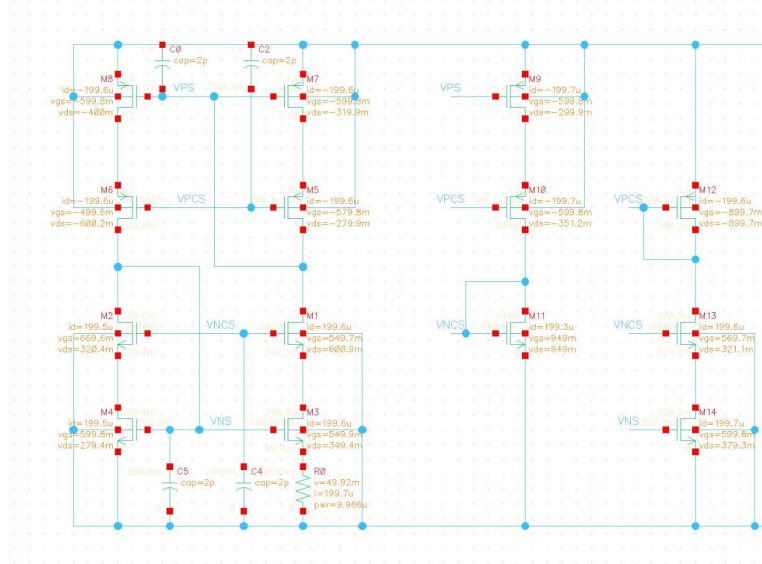 C0
cap=2p
C2
cap=2p
M8
id=-199.6u
vgs=-599.8m
vds=-400m
VPS
M7
id=-199.6u
vgs=-599.8m
vds=-319.9m
VPS
M9
id=-199.7u
vgs=-599.8m
vds=-299.9m
M6
id=-199.6u
vgs=-499.6m
vds=-600.2m
VPCS
M5
id=-199.6u
vgs=-579.8m
vds=-279.9m
VPCS
M10
id=-199.7u
vgs=-599.8m
vds=-351.2m
VPCS
M12
id=-199.6u
vgs=-899.7m
vds=-899.7m
M2
id=199.5u
vgs=669.6m
vds=320.4m
VNCS
M1
id=199.6u
vgs=549.7m
vds=600.9m
VNCS
M11
id=199.3u
vgs=949m
vds=949m
VNCS
M13
id=199.6u
vgs=569.7m
vds=321.1m
M4
id=199.5u
vgs=599.8m
vds=279.4m
VNS
M3
id=199.6u
vgs=549.9m
vds=349.4m
VNS
M14
id=199.7u
vgs=599.8m
vds=379.3m
C5
cap=2p
C4
cap=2p
R0
v=49.92m
i=199.7u
pwr=9.966u